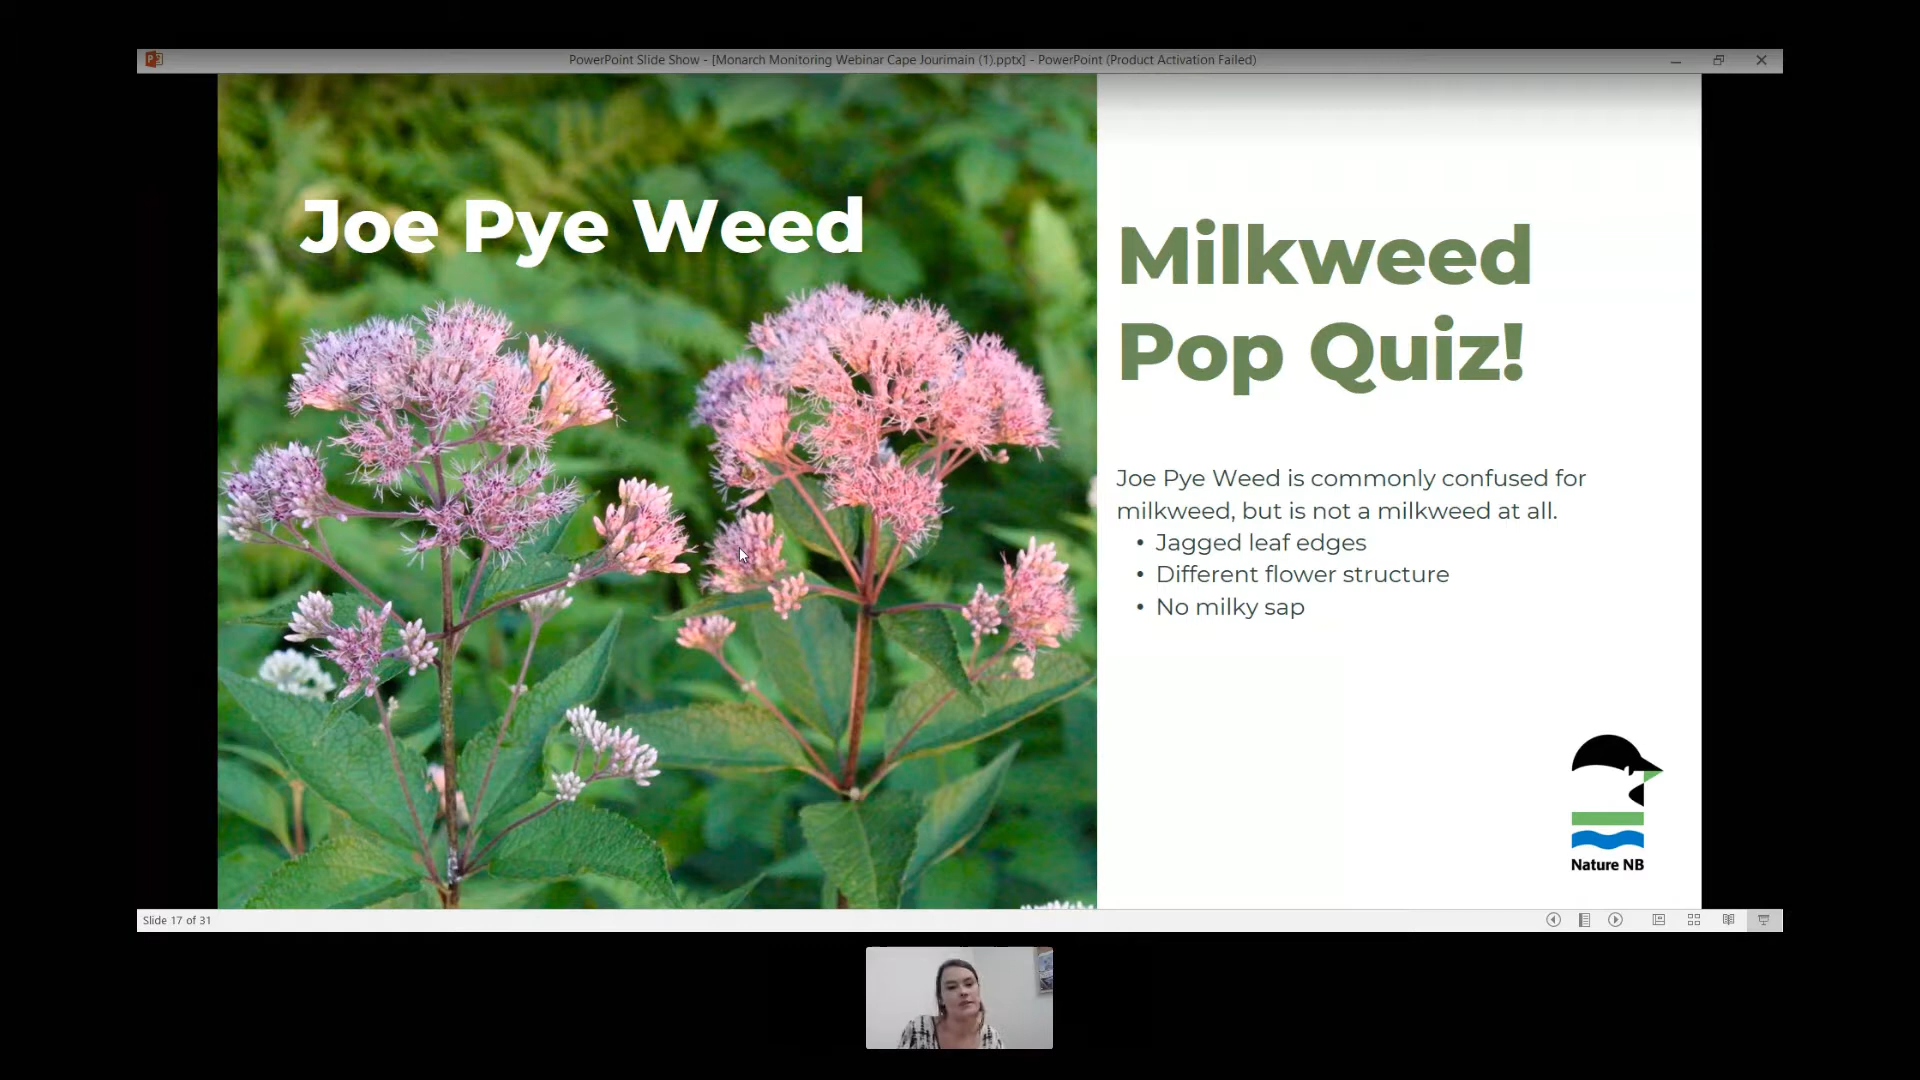 PowerPoint Slide Show - [Monarch Monitoring Webinar Cape Jourimain (1).pptx] - PowerPoint (Product Activation Failed)
Joe Pye Weed
Milkweed
Pop Quiz!
Joe Pye Weed is commonly confused for
milkweed, but is not a milkweed at all.
• Jagged leaf edges
• Different flower structure
• No milky sap
Nature NB
Slide 17 of 31